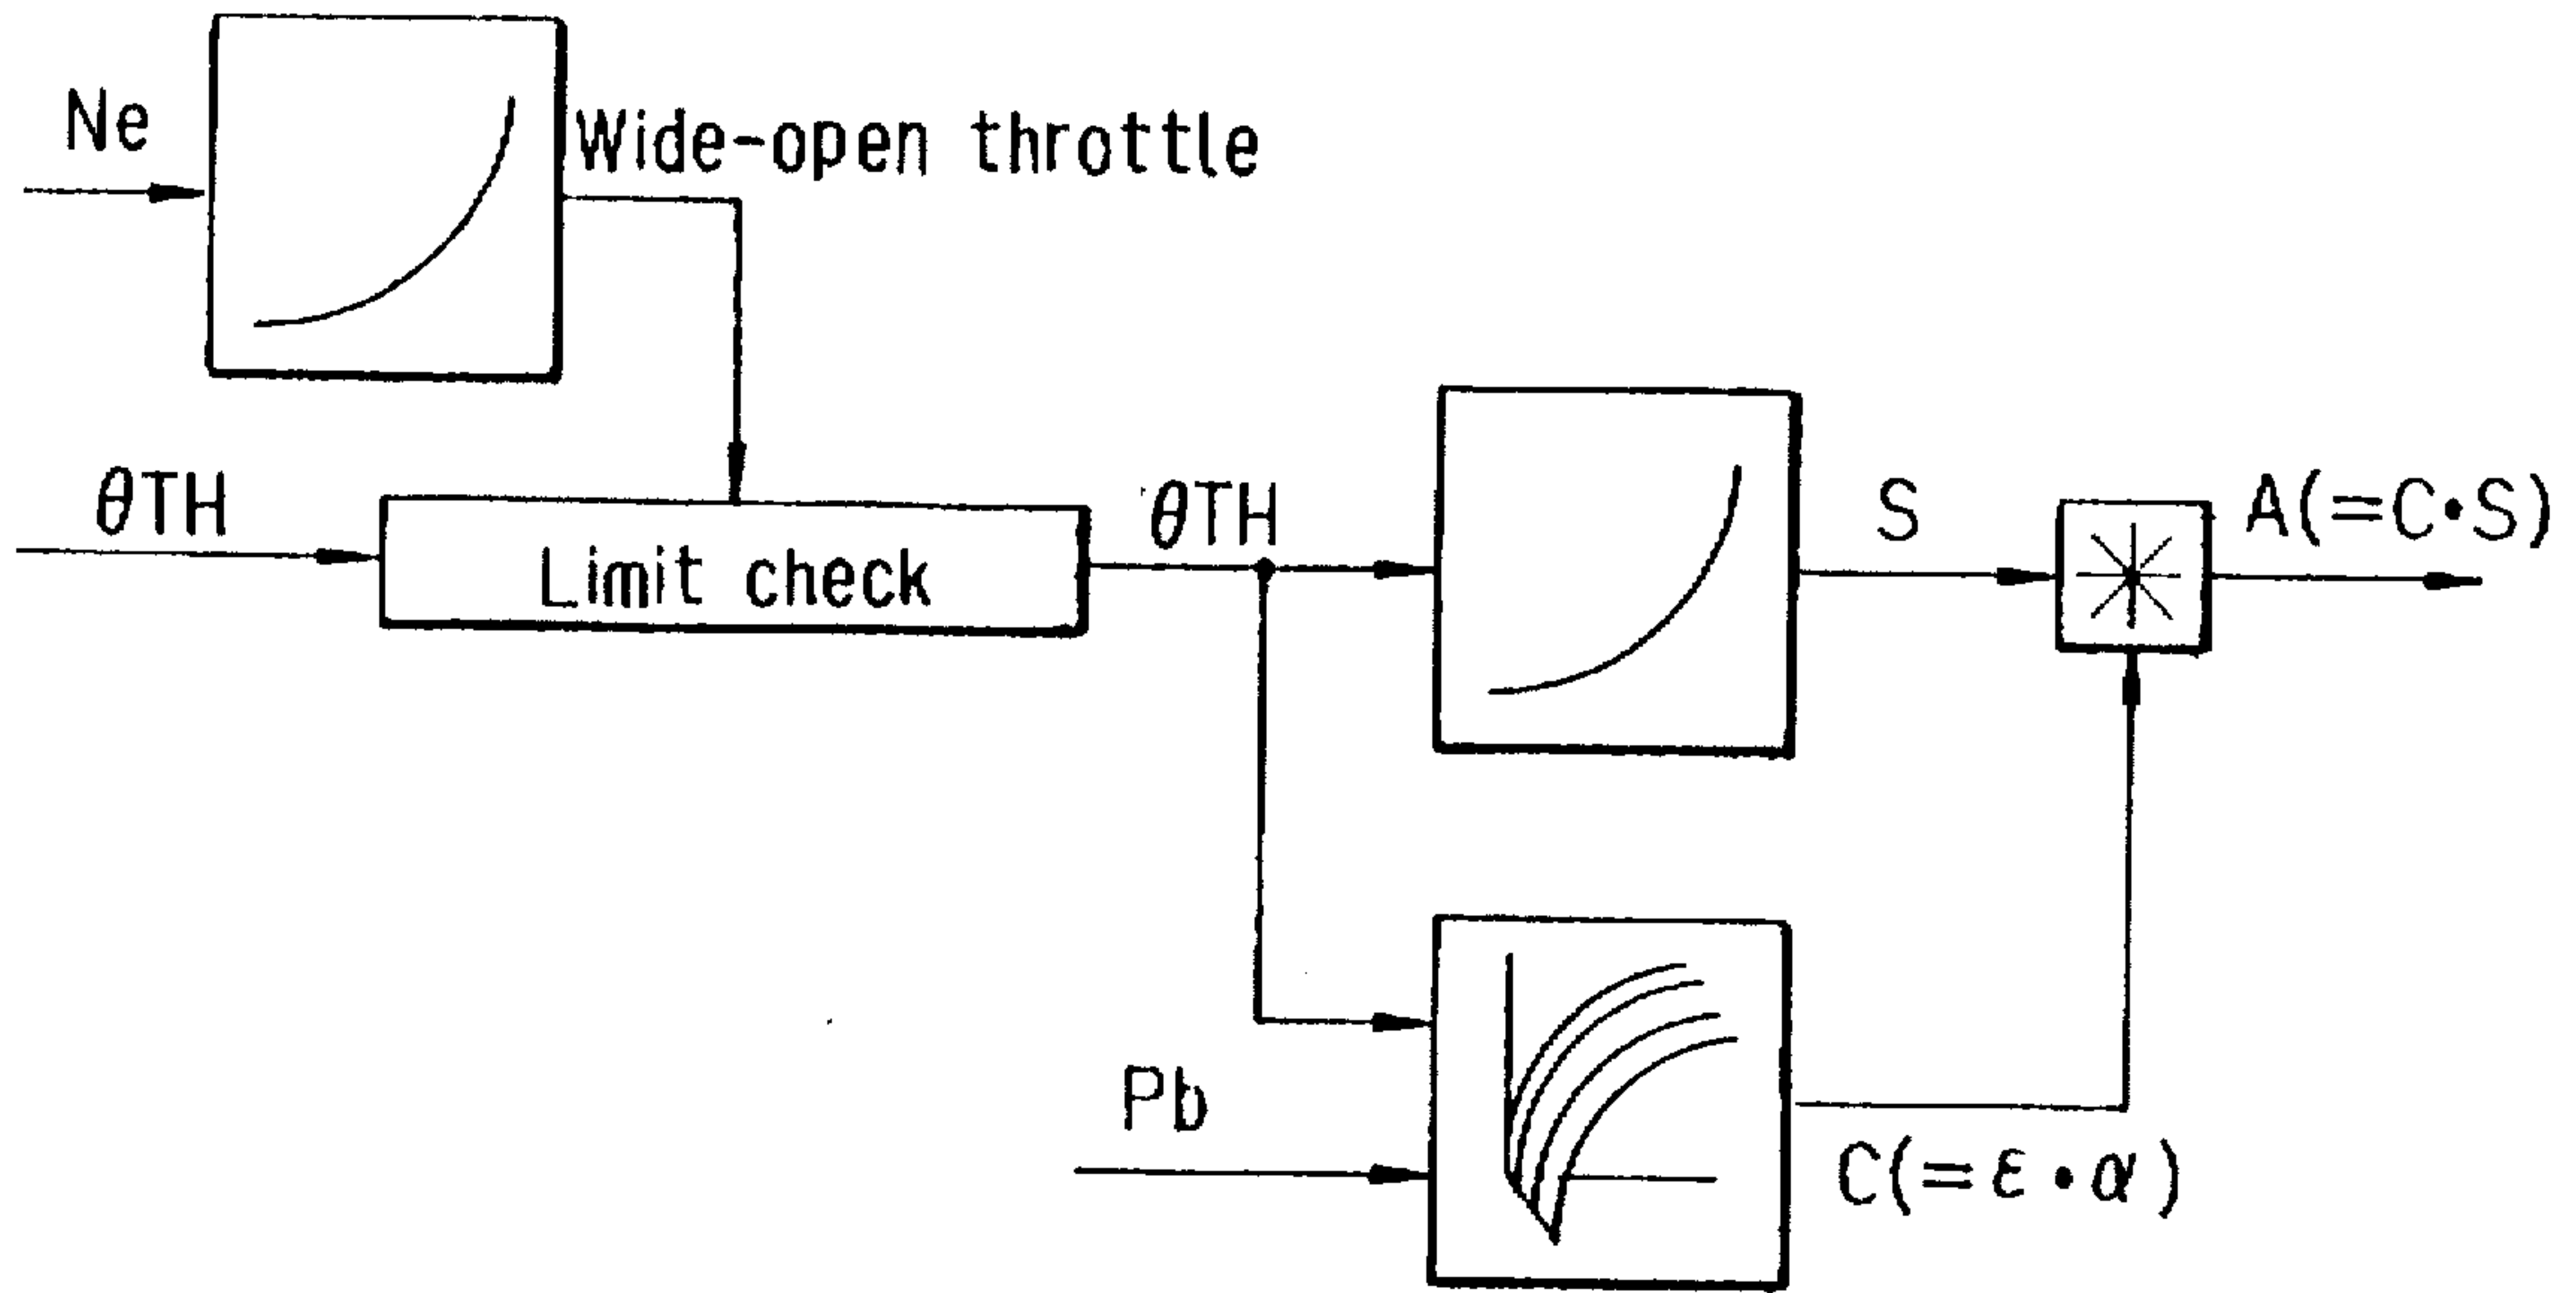 Ne
Wide-open throttle
θTH
Limit check
θTH
S
A(=C•S)
Pb
C(=ε•α)